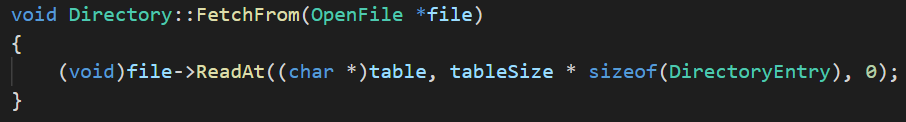 void Directory::FetchFrom(OpenFile *file)
{
    (void)file->ReadAt((char *)table, tableSize * sizeof(DirectoryEntry), 0);
}